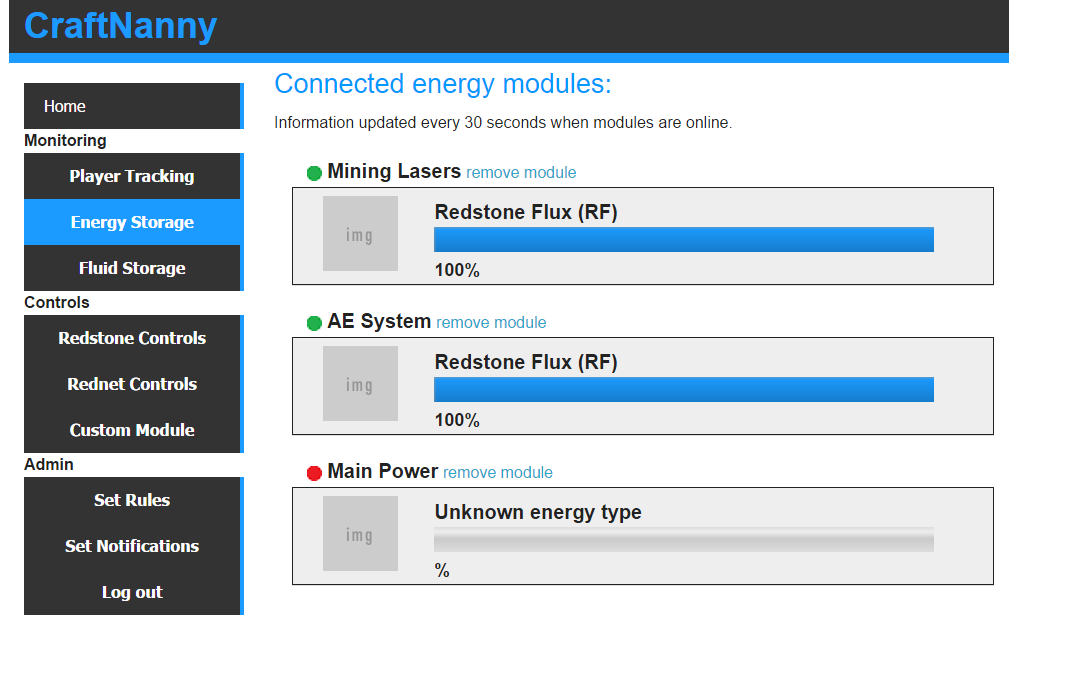 CraftNanny
Home
Monitoring
Player Tracking
Energy Storage
Fluid Storage
Controls
Redstone Controls
Rednet Controls
Custom Module
Admin
Set Rules
Set Notifications
Log out
Connected energy modules:
Information updated every 30 seconds when modules are online.
Mining Lasers remove module
img
Redstone Flux (RF)
100%
AE System remove module
img
Redstone Flux (RF)
100%
Main Power remove module
img
Unknown energy type
%